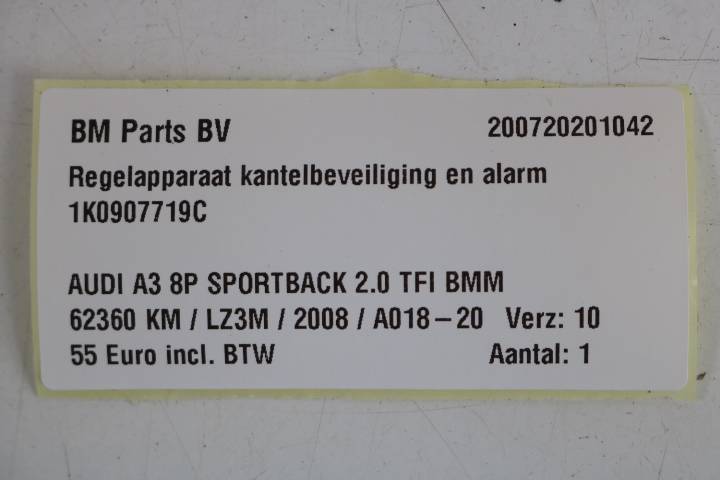 BM Parts BV 200720201042
Regelapparaat kantelbeveiliging en alarm
1K0907719C
AUDI A3 8P SPORTBACK 2.0 TFI BMM
62360 KM / LZ3M / 2008 / A018-20 Verz: 10
55 Euro incl. BTW Aantal: 1